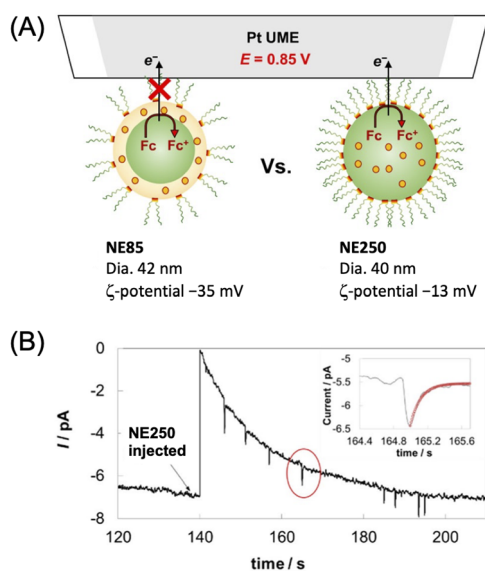 (A)
Pt UME
E = 0.85 V
e⁻
e⁻
Fc Fc⁺
Vs.
Fc Fc⁺
NE85
Dia. 42 nm
ζ-potential −35 mV
NE250
Dia. 40 nm
ζ-potential −13 mV
(B)
I / pA
0
-2
-4
-6
-8
NE250
injected
Current / pA
-5
-5.5
-6
-6.5
164.4 164.8 165.2 165.6
time / s
120 140 160 180 200
time / s